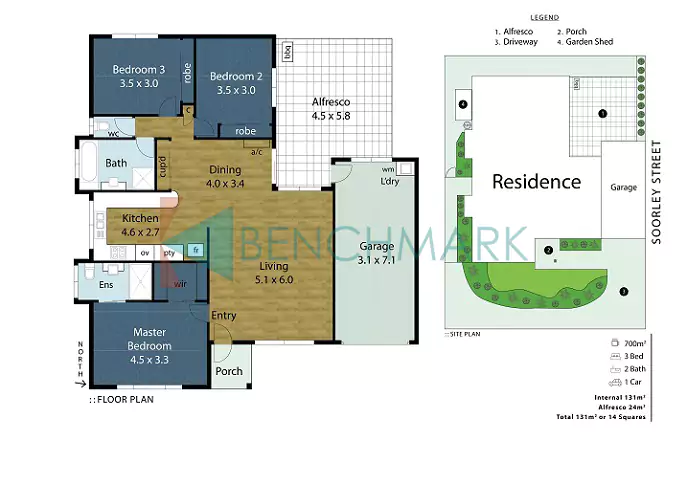 LEGEND
1. Alfresco 2. Porch
3. Driveway 4. Garden Shed
Bedroom 3
3.5 x 3.0
robe
Bedroom 2
3.5 x 3.0
robe
bbq
Alfresco
4.5 x 5.8
c
wc
Bath
cup'd
a/c
Dining
4.0 x 3.4
wm
L'dry
Kitchen
4.6 x 2.7
ov
pty
fr
BENCHMARK
Garage
3.1 x 7.1
Living
5.1 x 6.0
Ens
wir
Entry
Master
Bedroom
4.5 x 3.3
Porch
NORTH
::FLOOR PLAN
bbq
4
1
Residence
Garage
2
3
SOORLEY STREET
::SITE PLAN
700m²
3 Bed
2 Bath
1 Car
Internal 131m²
Alfresco 24m²
Total 131m² or 14 Squares